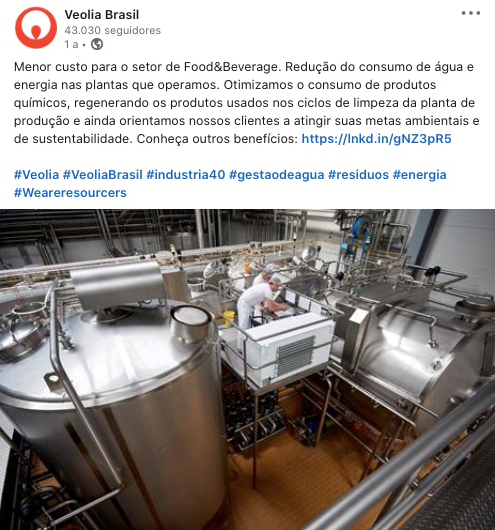 Veolia Brasil
43.030 seguidores
1 a •
Menor custo para o setor de Food&Beverage. Redução do consumo de água e
energia nas plantas que operamos. Otimizamos o consumo de produtos
químicos, regenerando os produtos usados nos ciclos de limpeza da planta de
produção e ainda orientamos nossos clientes a atingir suas metas ambientais e
de sustentabilidade. Conheça outros benefícios: https://lnkd.in/gNZ3pR5
#Veolia #VeoliaBrasil #industria40 #gestaodeagua #residuos #energia
#Weareresourcers